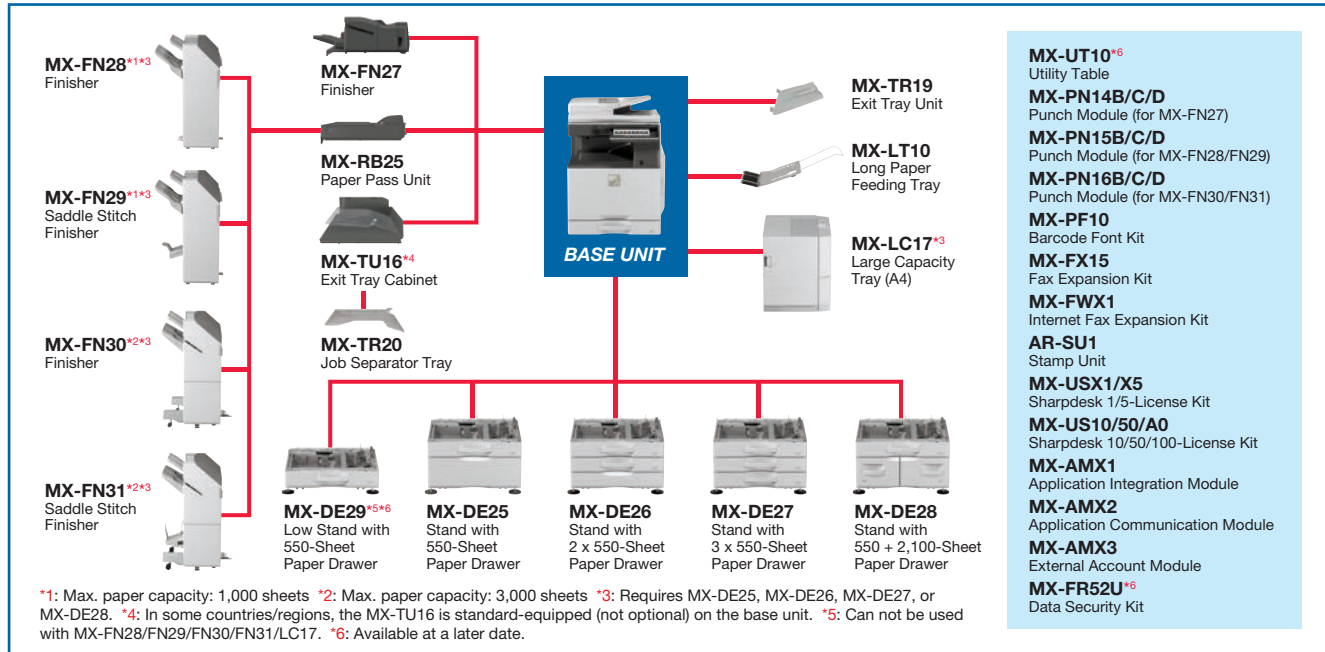 MX-FN28*1*3
Finisher
MX-FN29*1*3
Saddle Stitch
Finisher
MX-FN30*2*3
Finisher
MX-FN31*2*3
Saddle Stitch
Finisher
MX-FN27
Finisher
MX-RB25
Paper Pass Unit
MX-TU16*4
Exit Tray Cabinet
MX-TR20
Job Separator Tray
BASE UNIT
MX-TR19
Exit Tray Unit
MX-LT10
Long Paper
Feeding Tray
MX-LC17*3
Large Capacity
Tray (A4)
MX-DE29*5*6
Low Stand with
550-Sheet
Paper Drawer
MX-DE25
Stand with
550-Sheet
Paper Drawer
MX-DE26
Stand with
2 x 550-Sheet
Paper Drawer
MX-DE27
Stand with
3 x 550-Sheet
Paper Drawer
MX-DE28
Stand with
550 + 2,100-Sheet
Paper Drawer
*1: Max. paper capacity: 1,000 sheets *2: Max. paper capacity: 3,000 sheets *3: Requires MX-DE25, MX-DE26, MX-DE27, or
MX-DE28. *4: In some countries/regions, the MX-TU16 is standard-equipped (not optional) on the base unit. *5: Can not be used
with MX-FN28/FN29/FN30/FN31/LC17. *6: Available at a later date.
MX-UT10*6
Utility Table
MX-PN14B/C/D
Punch Module (for MX-FN27)
MX-PN15B/C/D
Punch Module (for MX-FN28/FN29)
MX-PN16B/C/D
Punch Module (for MX-FN30/FN31)
MX-PF10
Barcode Font Kit
MX-FX15
Fax Expansion Kit
MX-FWX1
Internet Fax Expansion Kit
AR-SU1
Stamp Unit
MX-USX1/X5
Sharpdesk 1/5-License Kit
MX-US10/50/A0
Sharpdesk 10/50/100-License Kit
MX-AMX1
Application Integration Module
MX-AMX2
Application Communication Module
MX-AMX3
External Account Module
MX-FR52U*6
Data Security Kit